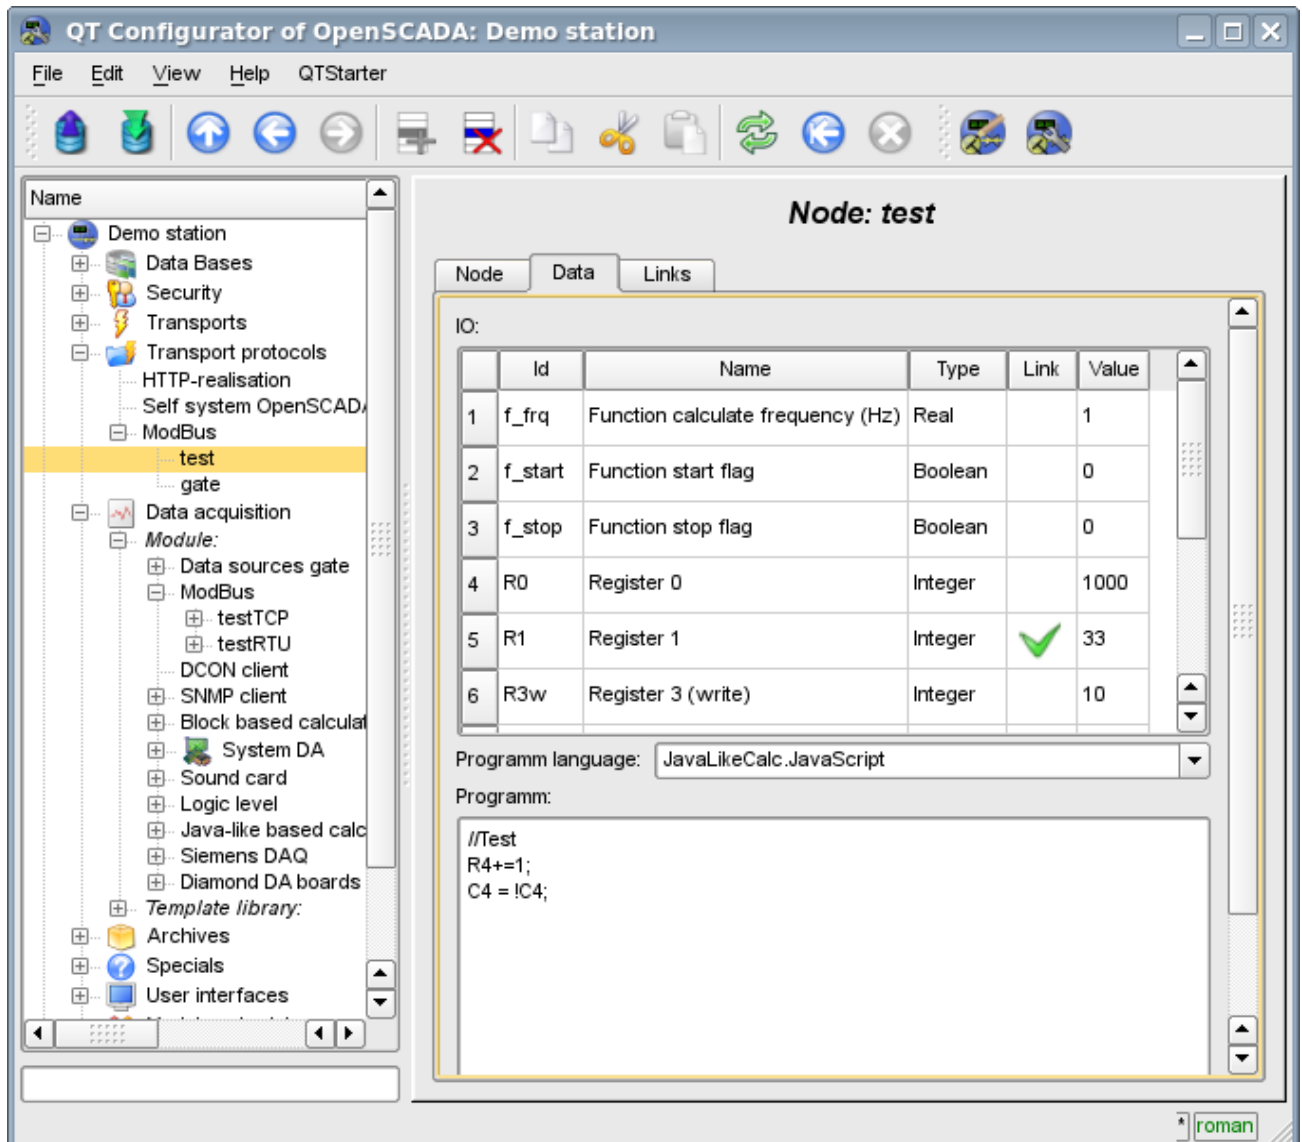 QT Configurator of OpenSCADA: Demo station
File Edit View Help QTStarter
Name
Demo station
Data Bases
Security
Transports
Transport protocols
HTTP-realisation
Self system OpenSCADA
ModBus
test
gate
Data acquisition
Module:
Data sources gate
ModBus
testTCP
testRTU
DCON client
SNMP client
Block based calculat
System DA
Sound card
Logic level
Java-like based calc
Siemens DAQ
Diamond DA boards
Template library:
Archives
Specials
User interfaces
Node: test
Node Data Links
IO:
Id Name Type Link Value
1 f_frq Function calculate frequency (Hz) Real 1
2 f_start Function start flag Boolean 0
3 f_stop Function stop flag Boolean 0
4 R0 Register 0 Integer 1000
5 R1 Register 1 Integer 33
6 R3w Register 3 (write) Integer 10
Programm language: JavaLikeCalc.JavaScript
Programm:
//Test
R4+=1;
C4 = !C4;
* roman